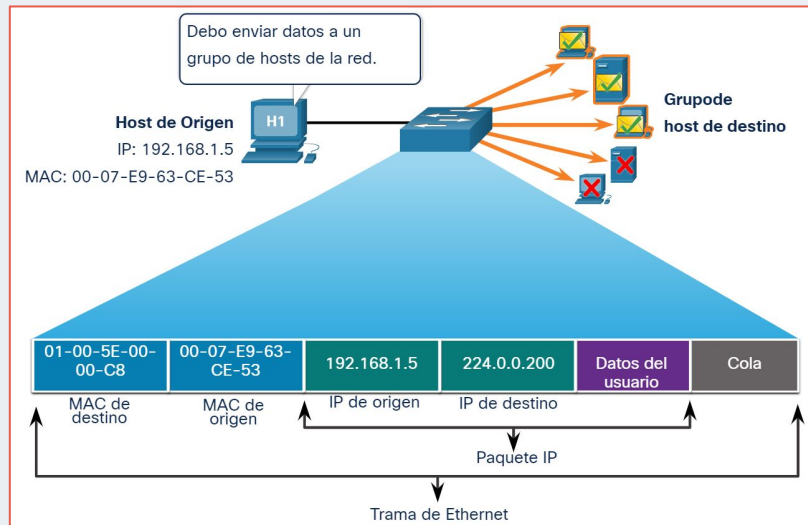 Debo enviar datos a un
grupo de hosts de la red.
Host de Origen
IP: 192.168.1.5
MAC: 00-07-E9-63-CE-53
H1
Grupode
host de destino
01-00-5E-00-
00-C8
00-07-E9-63-
CE-53
192.168.1.5
224.0.0.200
Datos del
usuario
Cola
MAC de
destino
MAC de
origen
IP de origen
IP de destino
Paquete IP
Trama de Ethernet